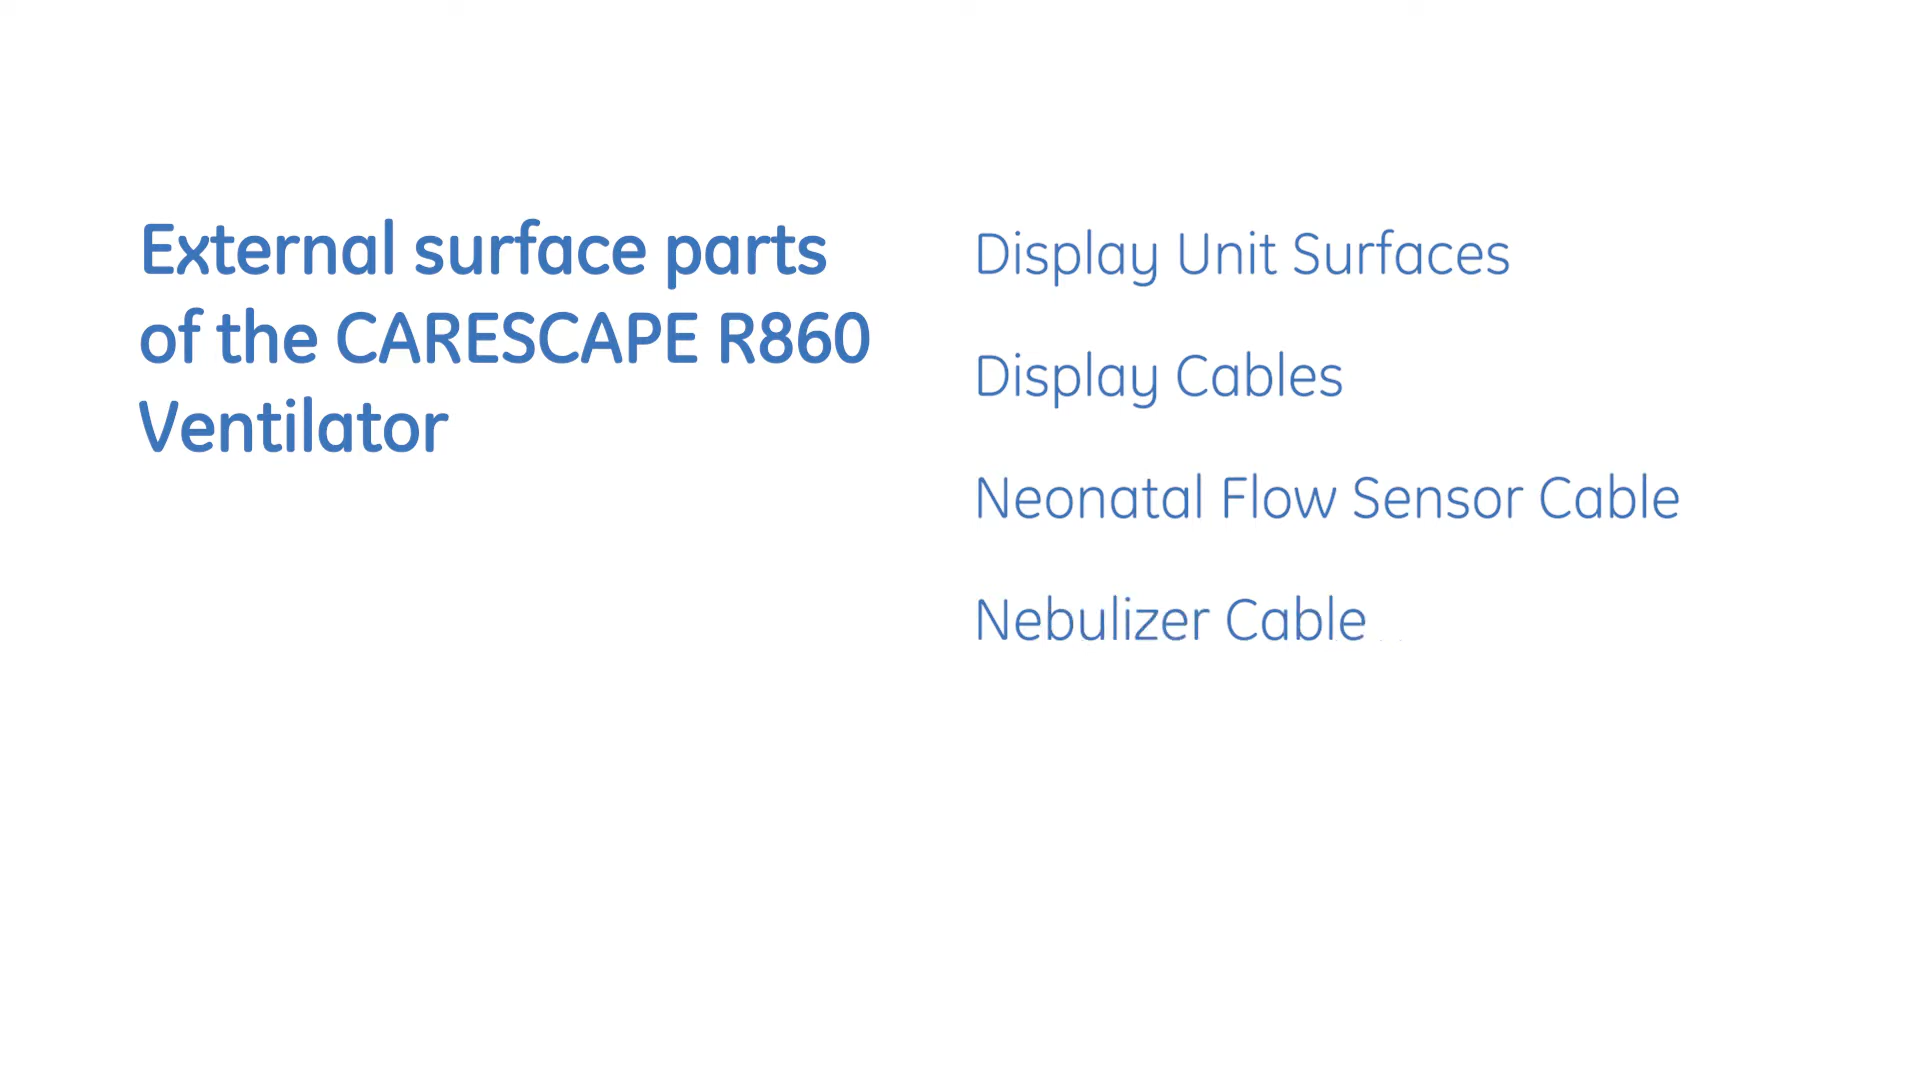 External surface parts
of the CARESCAPE R860
Ventilator
Display Unit Surfaces
Display Cables
Neonatal Flow Sensor Cable
Nebulizer Cable